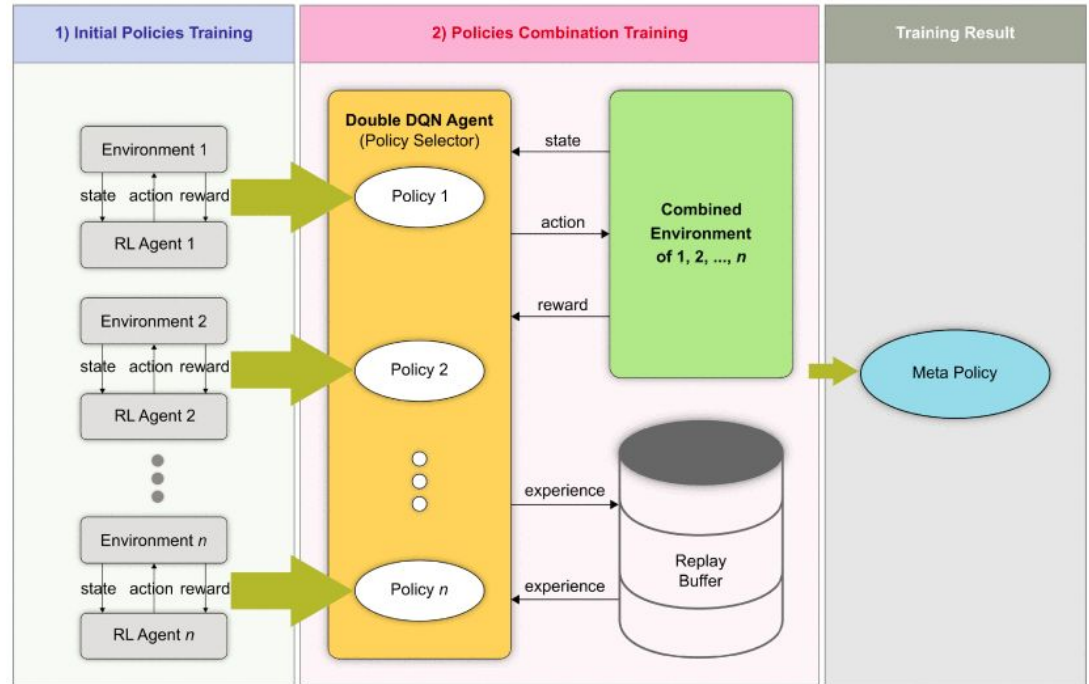 1) Initial Policies Training
Environment 1
state action reward
RL Agent 1
Environment 2
state action reward
RL Agent 2
Environment n
state action reward
RL Agent n
2) Policies Combination Training
Double DQN Agent
(Policy Selector)
Policy 1
Policy 2
Policy n
state
action
reward
experience
experience
Combined
Environment
of 1, 2, ..., n
Replay
Buffer
Training Result
Meta Policy